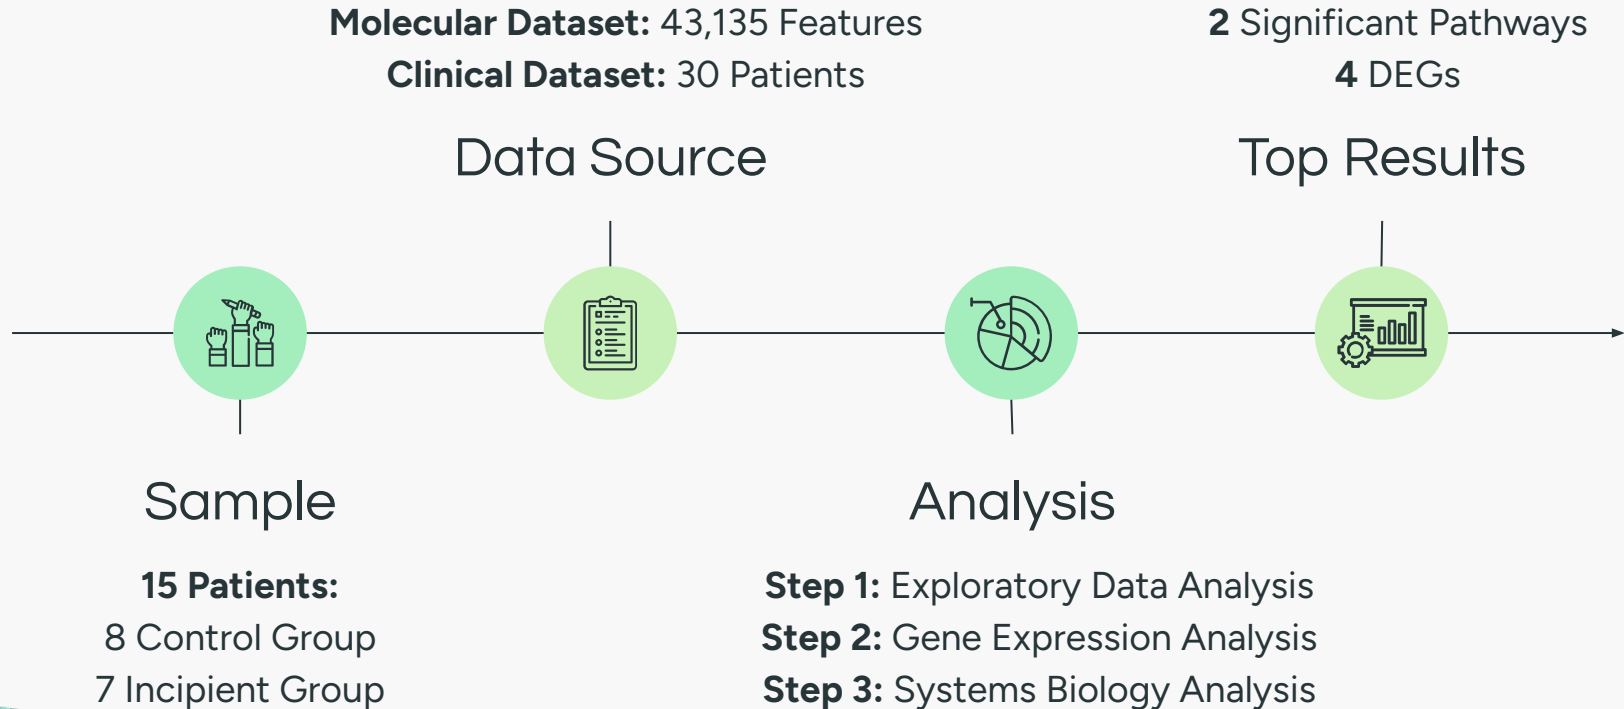 Molecular Dataset: 43,135 Features
Clinical Dataset: 30 Patients
Data Source
2 Significant Pathways
4 DEGs
Top Results
Sample
15 Patients:
8 Control Group
7 Incipient Group
Analysis
Step 1: Exploratory Data Analysis
Step 2: Gene Expression Analysis
Step 3: Systems Biology Analysis